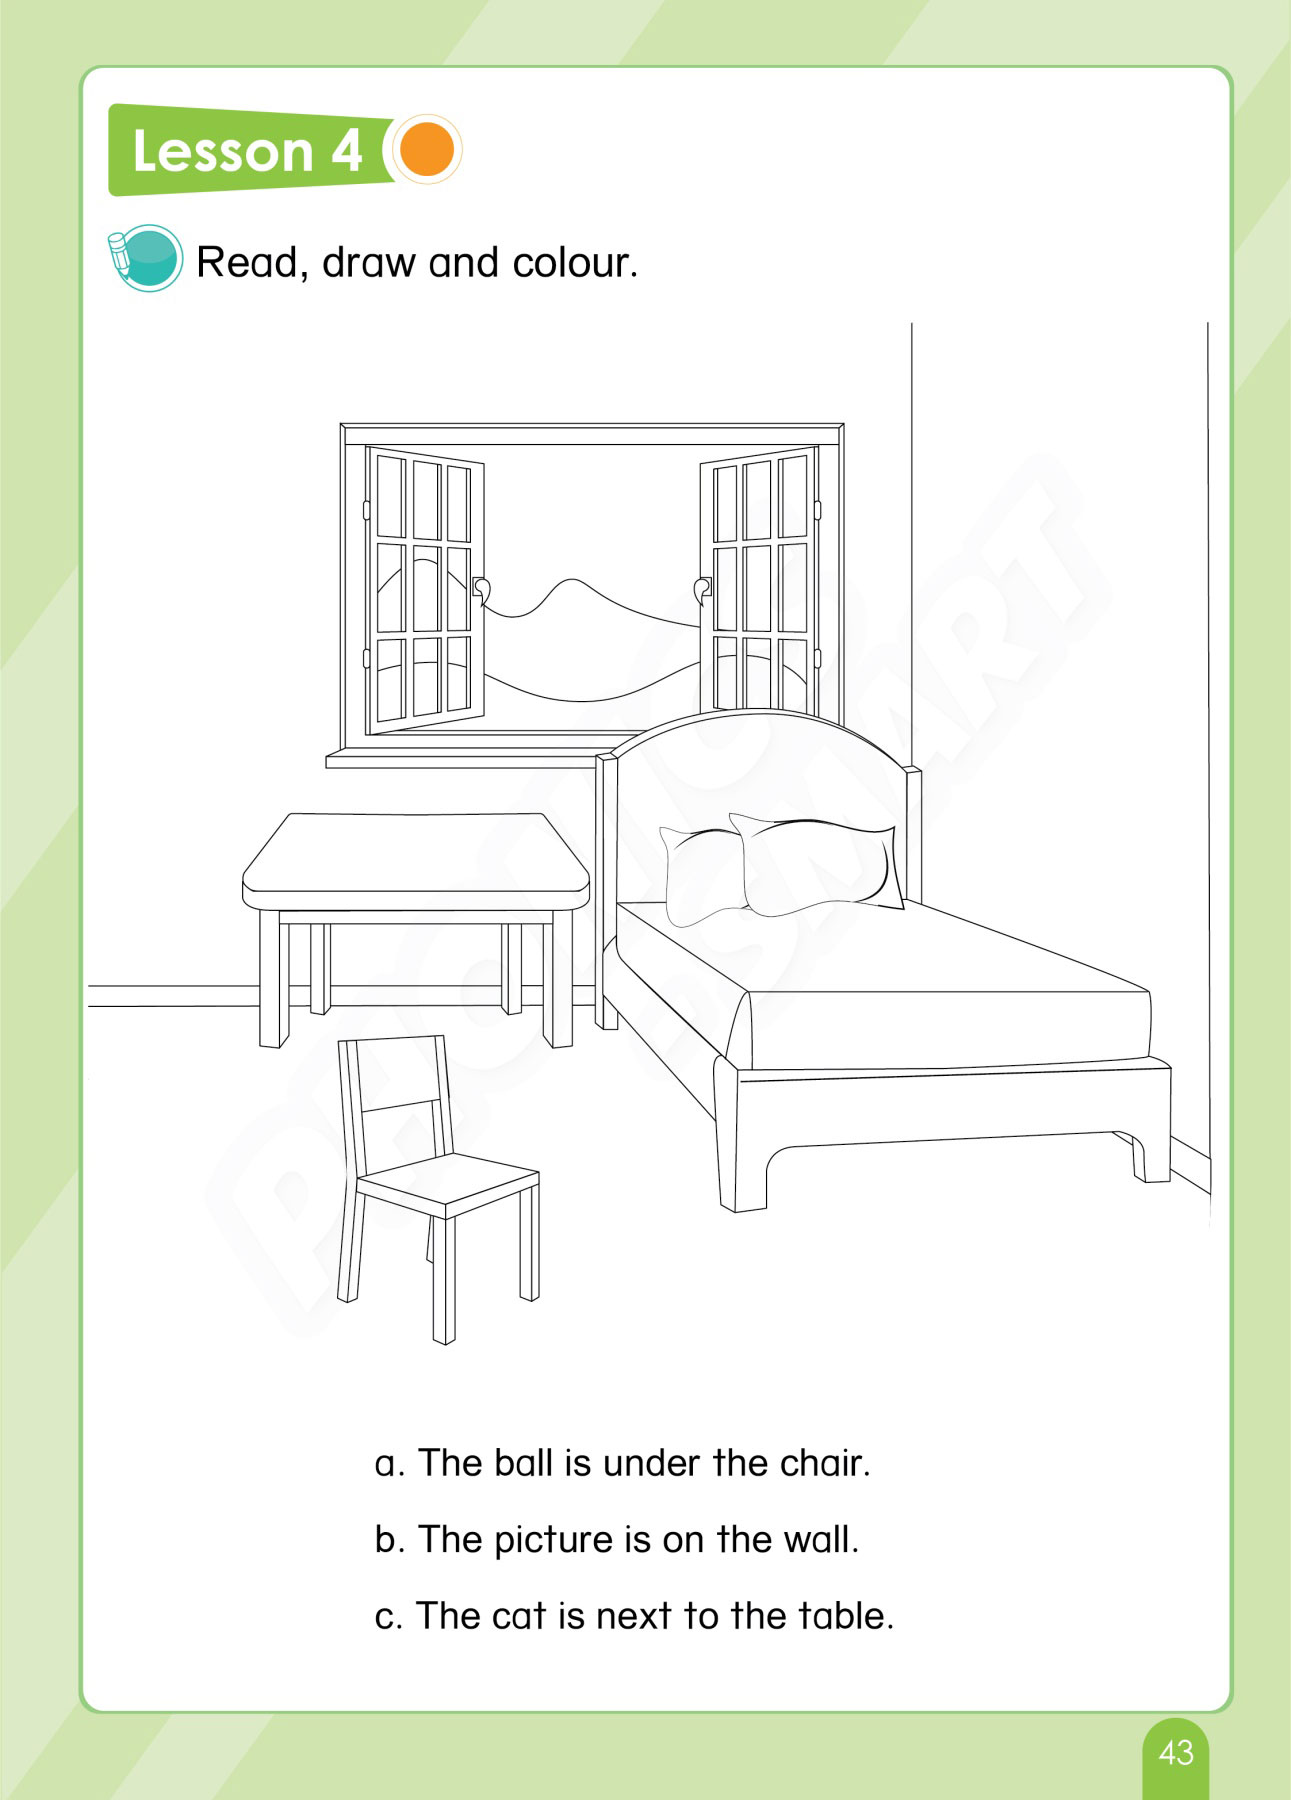 Lesson 4
Read, draw and colour.
a. The ball is under the chair.
b. The picture is on the wall.
c. The cat is next to the table.
43